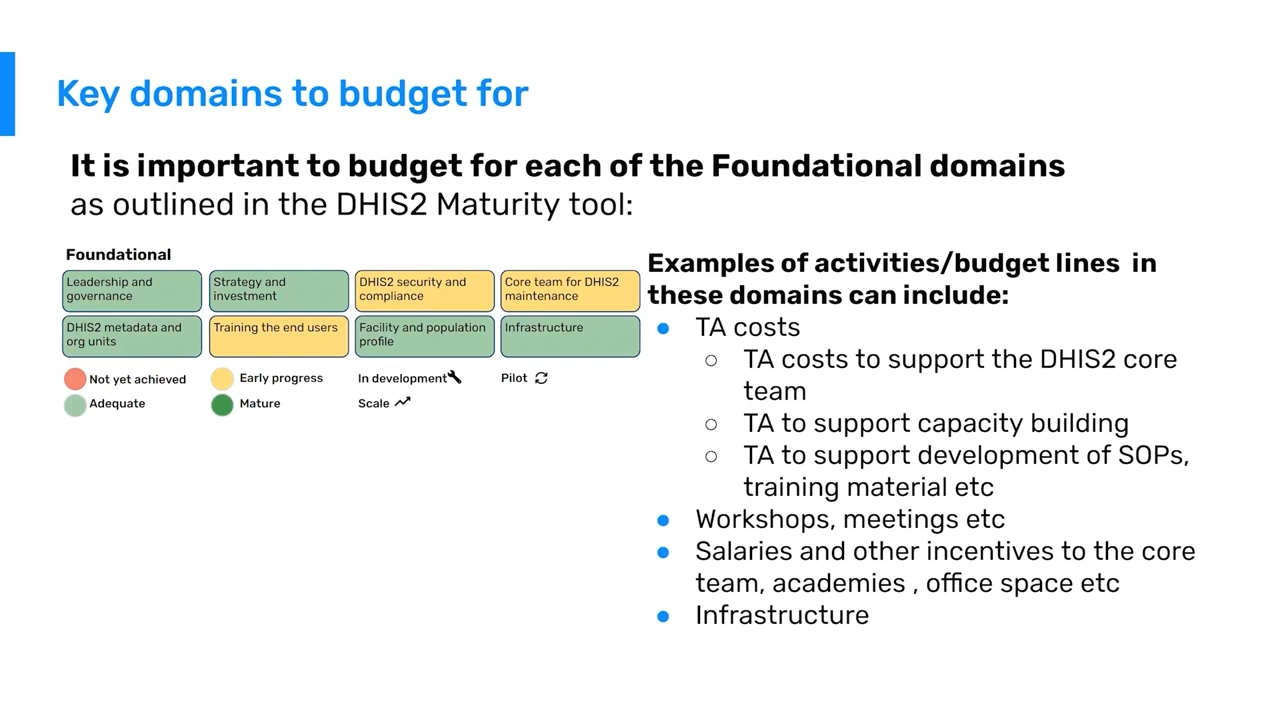 Key domains to budget for
It is important to budget for each of the Foundational domains
as outlined in the DHIS2 Maturity tool:
Foundational
Leadership and
governance
Strategy and
investment
DHIS2 security and
compliance
Core team for DHIS2
maintenance
DHIS2 metadata and
org units
Training the end users
Facility and population
profile
Infrastructure
Not yet achieved
Early progress
In development
Pilot
Adequate
Mature
Scale
Examples of activities/budget lines in
these domains can include:
● TA costs
○ TA costs to support the DHIS2 core
team
○ TA to support capacity building
○ TA to support development of SOPs,
training material etc
● Workshops, meetings etc
● Salaries and other incentives to the core
team, academies , office space etc
● Infrastructure